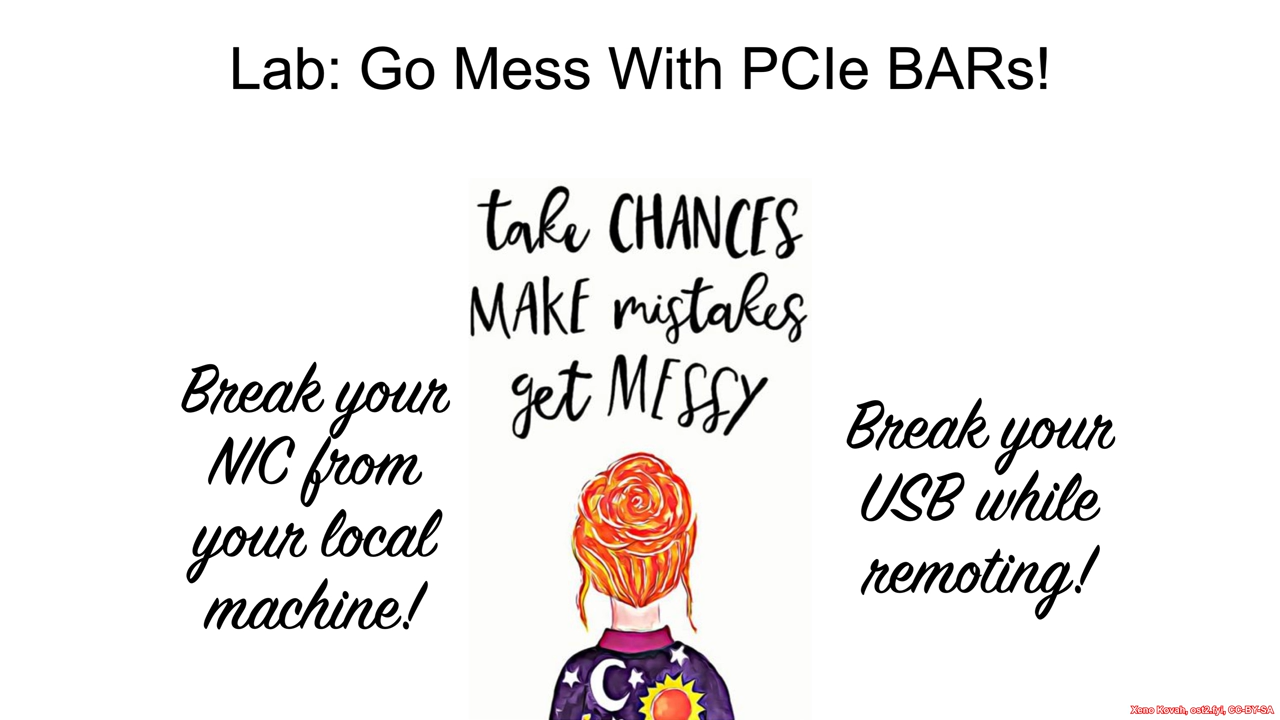 Lab: Go Mess With PCIe BARs!
take CHANCES
MAKE mistakes
get MESSY
Break your
NIC from
your local
machine!
Break your
USB while
remoting!
Xeno Kovah, ost2.fyi, CC-BY-SA